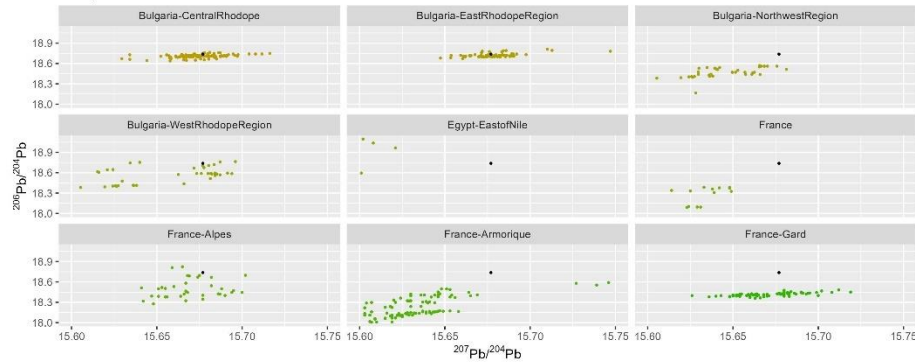 Bulgaria-CentralRhodope Bulgaria-EastRhodopeRegion Bulgaria-NorthwestRegion
18.9
18.6
18.3
18.0
Bulgaria-WestRhodopeRegion Egypt-EastofNile France
²⁰⁶Pb/²⁰⁴Pb
18.9
18.6
18.3
18.0
France-Alpes France-Armorique France-Gard
18.9
18.6
18.3
18.0
15.60 15.65 15.70 15.75 15.60 15.65 15.70 15.75 15.60 15.65 15.70 15.75
²⁰⁷Pb/²⁰⁴Pb